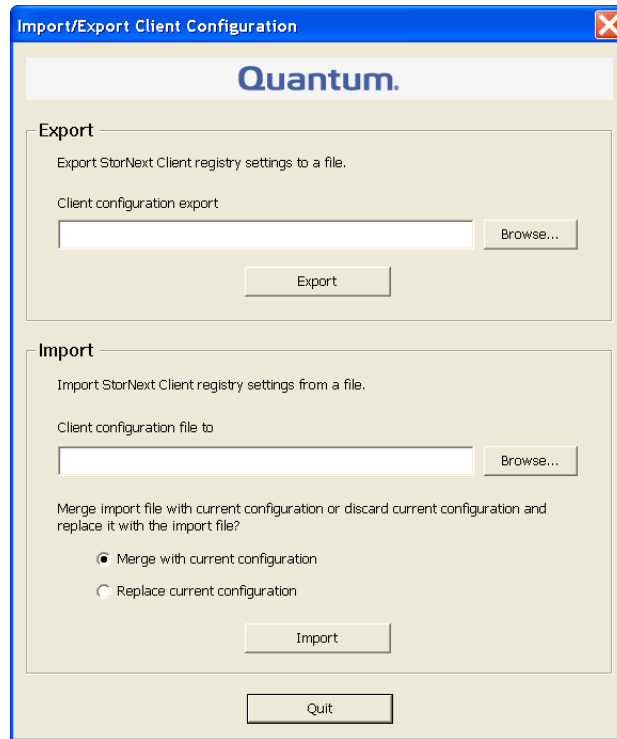 Import/Export Client Configuration
Quantum.
Export
Export StorNext Client registry settings to a file.
Client configuration export
Browse...
Export
Import
Import StorNext Client registry settings from a file.
Client configuration file to
Browse...
Merge import file with current configuration or discard current configuration and
replace it with the import file?
Merge with current configuration
Replace current configuration
Import
Quit